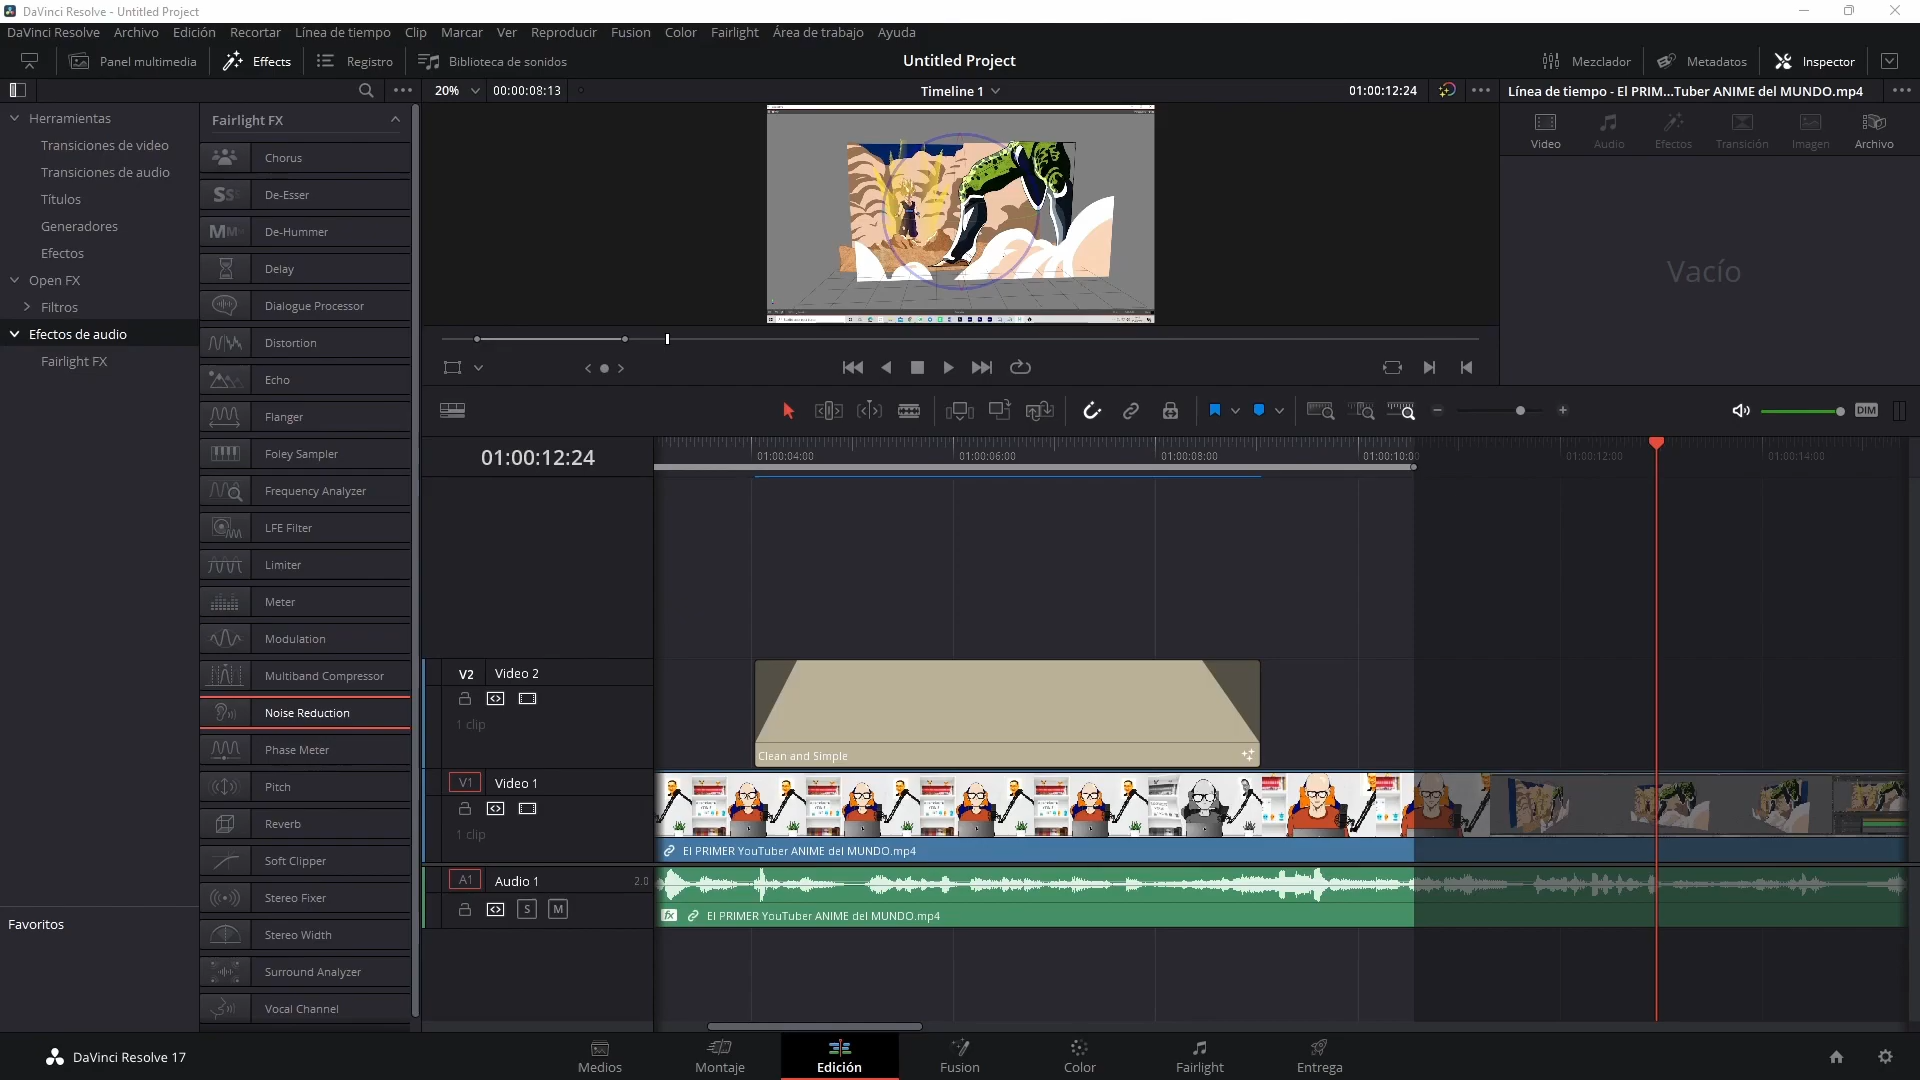 DaVinci Resolve - Untitled Project
DaVinci Resolve Archivo Edición Recortar Línea de tiempo Clip Marcar Ver Reproducir Fusion Color Fairlight Área de trabajo Ayuda
Panel multimedia Effects Registro Biblioteca de sonidos Untitled Project Mezclador Metadatos Inspector
20% 00:00:08:13 Timeline 1 01:00:12:24 Línea de tiempo - El PRIM...Tuber ANIME del MUNDO.mp4
Video Audio Efectos Transición Imagen Archivo
Vacío
Herramientas
Transiciones de video
Transiciones de audio
Títulos
Generadores
Efectos
Open FX
Filtros
Efectos de audio
Fairlight FX
Favoritos
Fairlight FX
Chorus
De-Esser
De-Hummer
Delay
Dialogue Processor
Distortion
Echo
Flanger
Foley Sampler
Frequency Analyzer
LFE Filter
Limiter
Meter
Modulation
Multiband Compressor
Noise Reduction
Phase Meter
Pitch
Reverb
Soft Clipper
Stereo Fixer
Stereo Width
Surround Analyzer
Vocal Channel
DIM
01:00:12:24
01:00:04:00 01:00:06:00 01:00:08:00 01:00:10:00 01:00:12:00 01:00:14:00
V2 Video 2
1 clip
Clean and Simple
V1 Video 1
1 clip
El PRIMER YouTuber ANIME del MUNDO.mp4
A1 Audio 1 2.0
S M
fx El PRIMER YouTuber ANIME del MUNDO.mp4
DaVinci Resolve 17
Medios Montaje Edición Fusion Color Fairlight Entrega